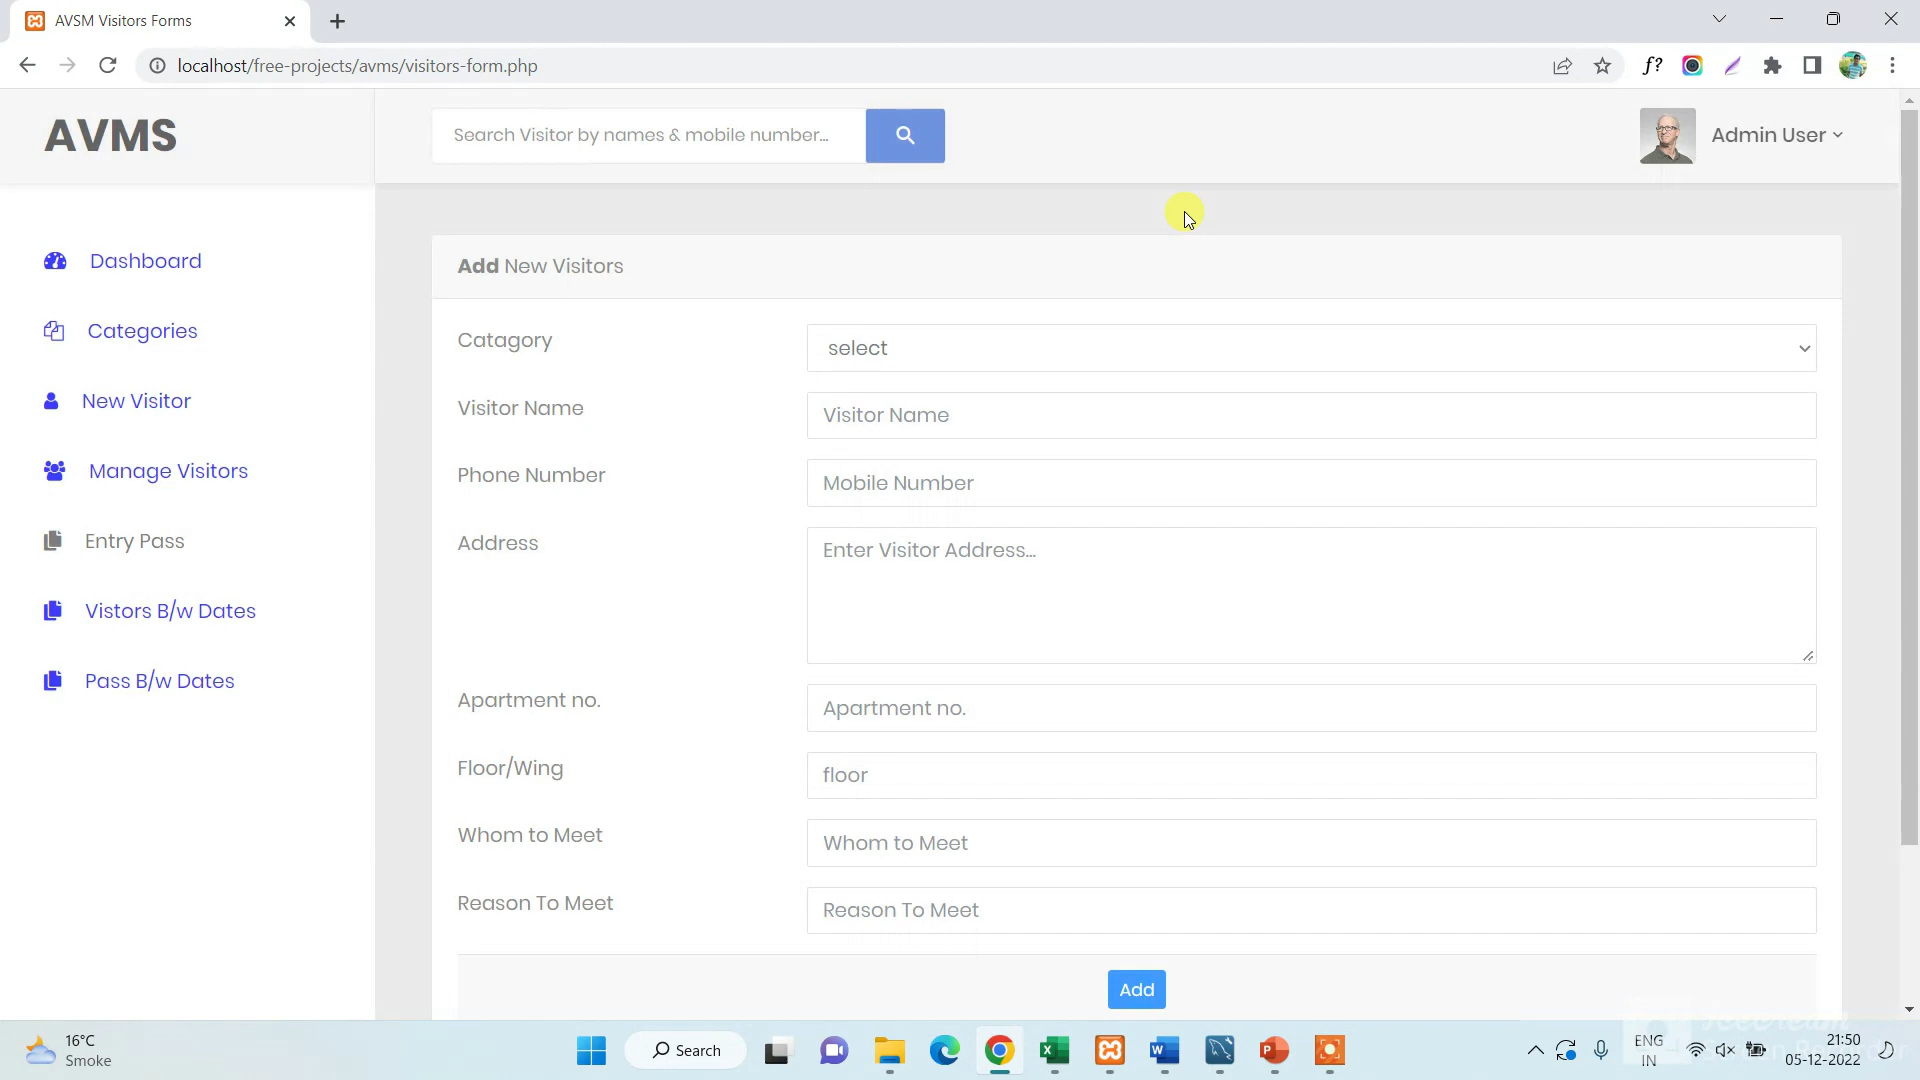 AVSM Visitors Forms
localhost/free-projects/avms/visitors-form.php
f?
AVMS
Search Visitor by names & mobile number...
Admin User
Dashboard
Categories
New Visitor
Manage Visitors
Entry Pass
Vistors B/w Dates
Pass B/w Dates
Add New Visitors
Catagory
select
Visitor Name
Visitor Name
Phone Number
Mobile Number
Address
Enter Visitor Address...
Apartment no.
Apartment no.
Floor/Wing
floor
Whom to Meet
Whom to Meet
Reason To Meet
Reason To Meet
Add
16°C
Smoke
Search
ENG
IN
21:50
05-12-2022